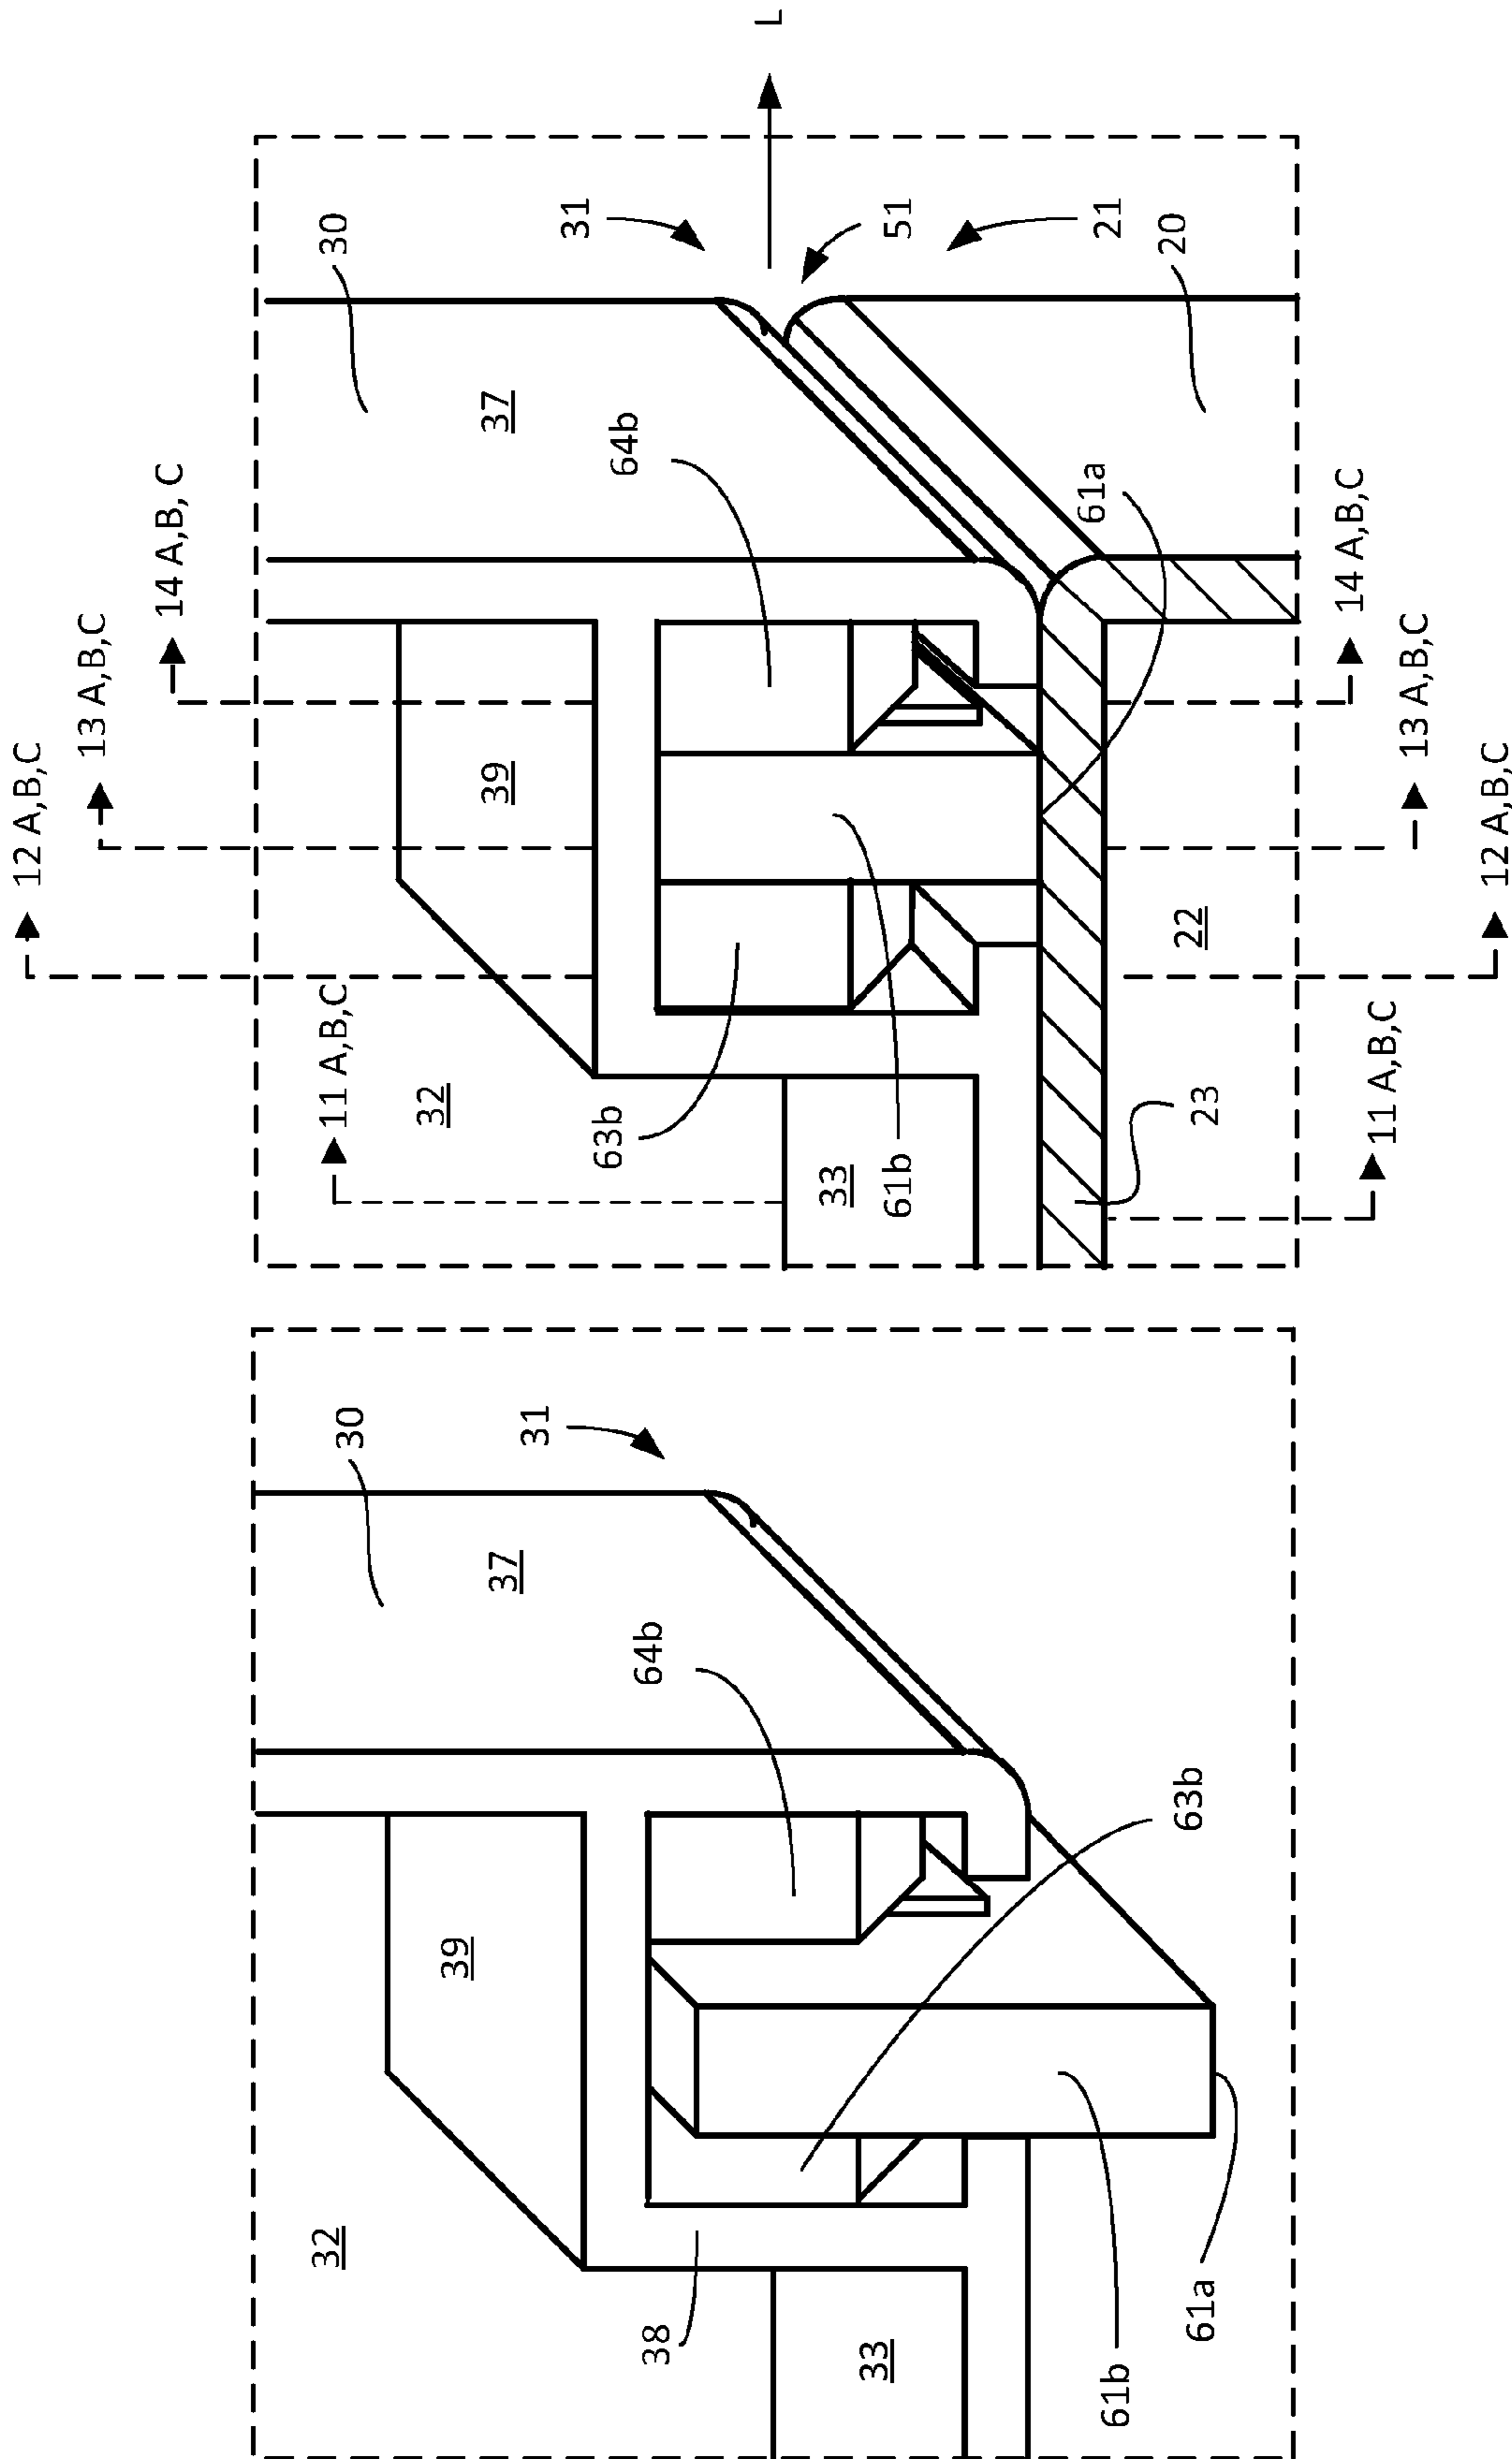 12 A,B,C
13 A,B,C
14 A,B, C
L
30
31
51
21
20
37
64b
39
61a
32
11 A,B,C
63b
33
61b
22
23
14 A,B, C
13 A,B,C
12 A,B,C
11 A,B,C
30
31
37
64b
39
63b
32
38
33
61b
61a